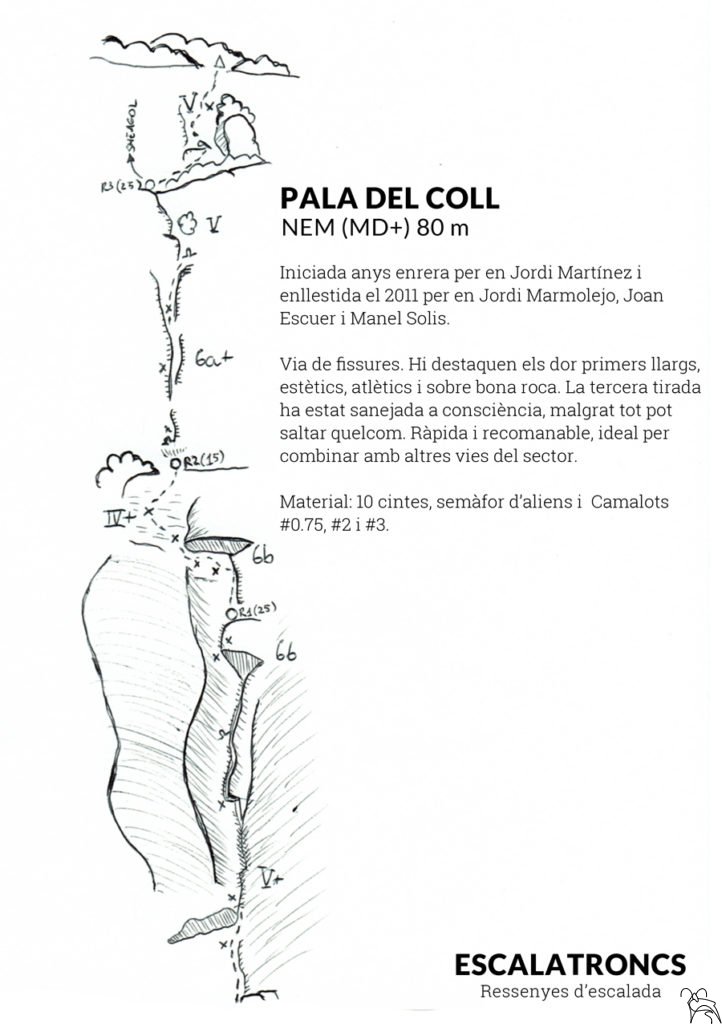 V
SHEAGOL
R3(25)
PALA DEL COLL
NEM (MD+) 80 m
V
Iniciada anys enrera per en Jordi Martínez i
enllestida el 2011 per en Jordi Marmolejo, Joan
Escuer i Manel Solis.
6a+
Via de fissures. Hi destaquen els dor primers llargs,
estètics, atlètics i sobre bona roca. La tercera tirada
ha estat sanejada a consciència, malgrat tot pot
saltar quelcom. Ràpida i recomanable, ideal per
combinar amb altres vies del sector.
R2(15)
Material: 10 cintes, semàfor d'aliens i Camalots
#0.75, #2 i #3.
IV+
6b
R1(25)
6b
V+
ESCALATRONCS
Ressenyes d'escalada